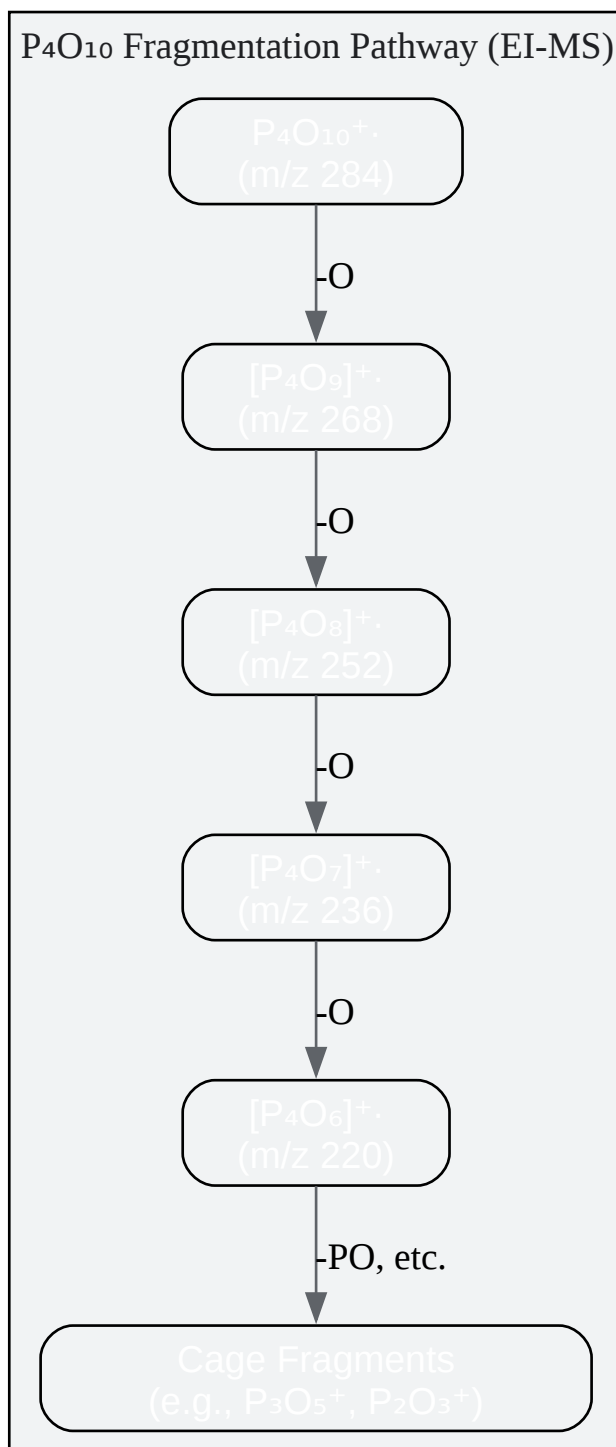 P₄O₁₀ Fragmentation Pathway (EI-MS)
P₄O₁₀⁺·
(m/z 284)
-O
[P₄O₉]⁺·
(m/z 268)
-O
[P₄O₈]⁺·
(m/z 252)
-O
[P₄O₇]⁺·
(m/z 236)
-O
[P₄O₆]⁺·
(m/z 220)
-PO, etc.
Cage Fragments
(e.g., P₃O₅⁺, P₂O₃⁺)